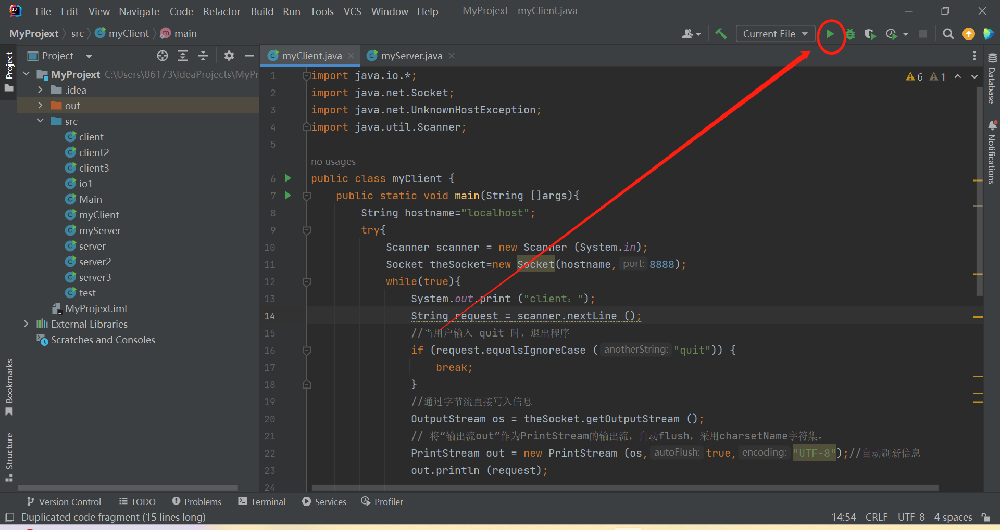 File Edit View Navigate Code Refactor Build Run Tools VCS Window Help MyProjext - myClient.java
MyProjext src myClient main Current File
Project
myClient.java myServer.java
Project
Bookmarks
Structure
MyProjext C:\Users\86173\IdeaProjects\MyPr
.idea
out
src
client
client2
client3
io1
Main
myClient
myServer
server
server2
server3
test
MyProjext.iml
External Libraries
Scratches and Consoles
6 1
1 import java.io.*;
2 import java.net.Socket;
3 import java.net.UnknownHostException;
4 import java.util.Scanner;
5
no usages
6 public class myClient {
7 public static void main(String []args){
8 String hostname="localhost";
9 try{
10 Scanner scanner = new Scanner (System.in);
11 Socket theSocket=new Socket(hostname, port: 8888);
12 while(true){
13 System.out.print ("client：");
14 String request = scanner.nextLine ();
15 //当用户输入 quit 时，退出程序
16 if (request.equalsIgnoreCase ( anotherString: "quit")) {
17 break;
18 }
19 //通过字节流直接写入信息
20 OutputStream os = theSocket.getOutputStream ();
21 // 将“输出流out”作为PrintStream的输出流，自动flush，采用charsetName字符集。
22 PrintStream out = new PrintStream (os, autoFlush: true, encoding: "UTF-8");//自动刷新信息
23 out.println (request);
24
Database
Notifications
Version Control TODO Problems Terminal Services Profiler
Duplicated code fragment (15 lines long) 14:54 CRLF UTF-8 4 spaces